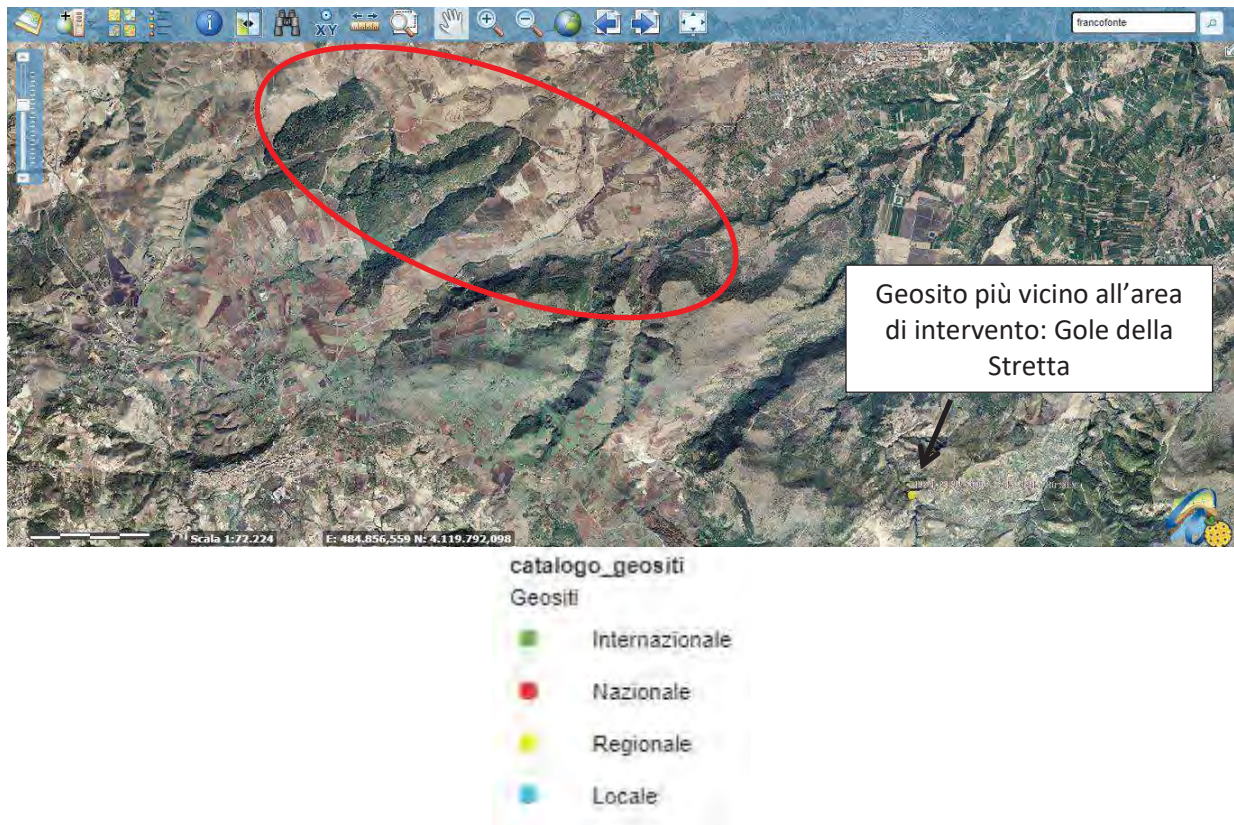 francofonte
Geosito più vicino all’area
di intervento: Gole della
Stretta
Scala 1:72.224
E: 484.856,559 N: 4.119.792,098
catalogo_geositi
Geositi
Internazionale
Nazionale
Regionale
Locale